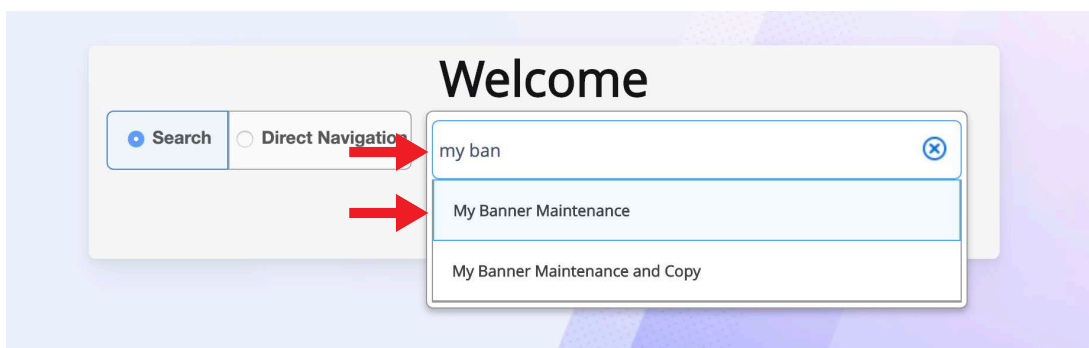 Welcome
Search
Direct Navigation
my ban
My Banner Maintenance
My Banner Maintenance and Copy